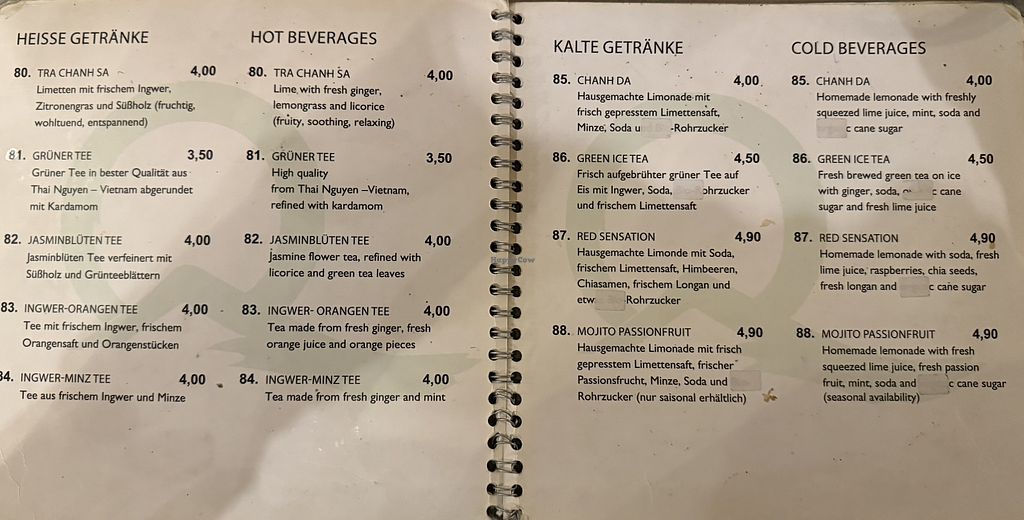 HEISSE GETRÄNKE
80. TRA CHANH SA 4,00
Limetten mit frischem Ingwer,
Zitronengras und Süßholz (fruchtig,
wohltuend, entspannend)
81. GRÜNER TEE 3,50
Grüner Tee in bester Qualität aus
Thai Nguyen – Vietnam abgerundet
mit Kardamom
82. JASMINBLÜTEN TEE 4,00
Jasminblüten Tee verfeinert mit
Süßholz und Grünteeblättern
83. INGWER-ORANGEN TEE 4,00
Tee mit frischem Ingwer, frischem
Orangensaft und Orangenstücken
84. INGWER-MINZ TEE 4,00
Tee aus frischem Ingwer und Minze
HOT BEVERAGES
80. TRA CHANH SA 4,00
Lime with fresh ginger,
lemongrass and licorice
(fruity, soothing, relaxing)
81. GRÜNER TEE 3,50
High quality
from Thai Nguyen –Vietnam,
refined with kardamom
82. JASMINBLÜTEN TEE 4,00
Jasmine flower tea, refined with
licorice and green tea leaves
83. INGWER- ORANGEN TEE 4,00
Tea made from fresh ginger, fresh
orange juice and orange pieces
84. INGWER-MINZ TEE 4,00
Tea made from fresh ginger and mint
KALTE GETRÄNKE
85. CHANH DA 4,00
Hausgemachte Limonade mit
frisch gepresstem Limettensaft,
Minze, Soda u -Rohrzucker
86. GREEN ICE TEA 4,50
Frisch aufgebrühter grüner Tee auf
Eis mit Ingwer, Soda, ohrzucker
und frischem Limettensaft
87. RED SENSATION 4,90
Hausgemachte Limonde mit Soda,
frischem Limettensaft, Himbeeren,
Chiasamen, frischem Longan und
etw Rohrzucker
88. MOJITO PASSIONFRUIT 4,90
Hausgemachte Limonade mit frisch
gepresstem Limettensaft, frischer
Passionsfrucht, Minze, Soda und
Rohrzucker (nur saisonal erhältlich)
COLD BEVERAGES
85. CHANH DA 4,00
Homemade lemonade with freshly
squeezed lime juice, mint, soda and
c cane sugar
86. GREEN ICE TEA 4,50
Fresh brewed green tea on ice
with ginger, soda, c cane
sugar and fresh lime juice
87. RED SENSATION 4,90
Homemade lemonade with soda, fresh
lime juice, raspberries, chia seeds,
fresh longan and c cane sugar
88. MOJITO PASSIONFRUIT 4,90
Homemade lemonade with fresh
squeezed lime juice, fresh passion
fruit, mint, soda and c cane sugar
(seasonal availability)
HappyCow